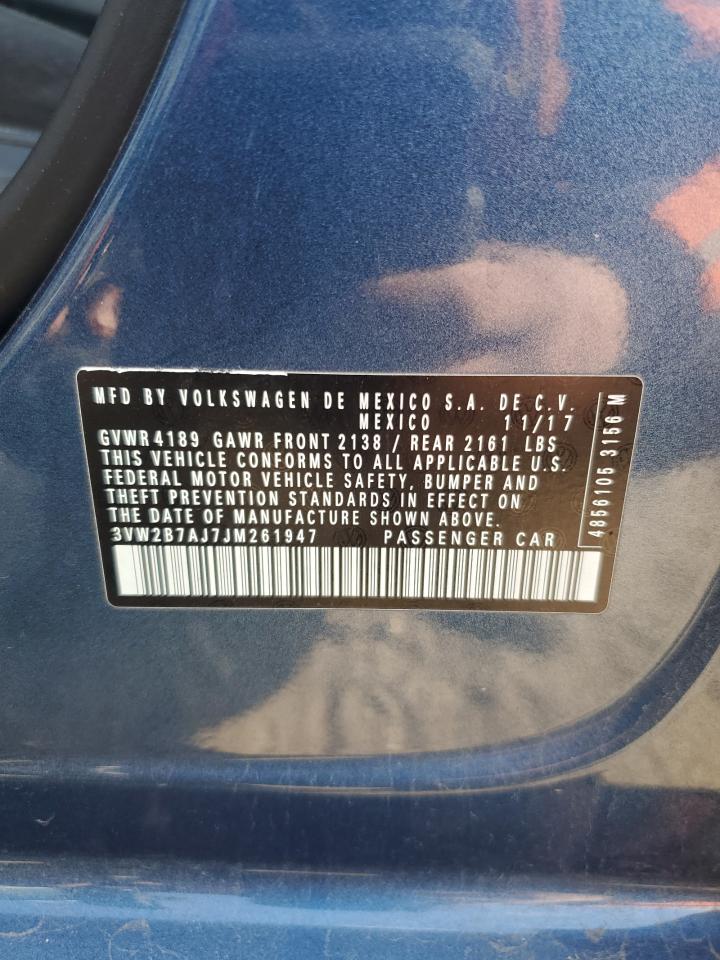 MFD BY VOLKSWAGEN DE MEXICO S.A. DE C.V.
MEXICO 11/17
GVWR 4189 GAWR FRONT 2138 / REAR 2161 LBS
THIS VEHICLE CONFORMS TO ALL APPLICABLE U.S.
FEDERAL MOTOR VEHICLE SAFETY, BUMPER AND
THEFT PREVENTION STANDARDS IN EFFECT ON
THE DATE OF MANUFACTURE SHOWN ABOVE.
3VW2B7AJ7JM261947 PASSENGER CAR
4856105 3156 M